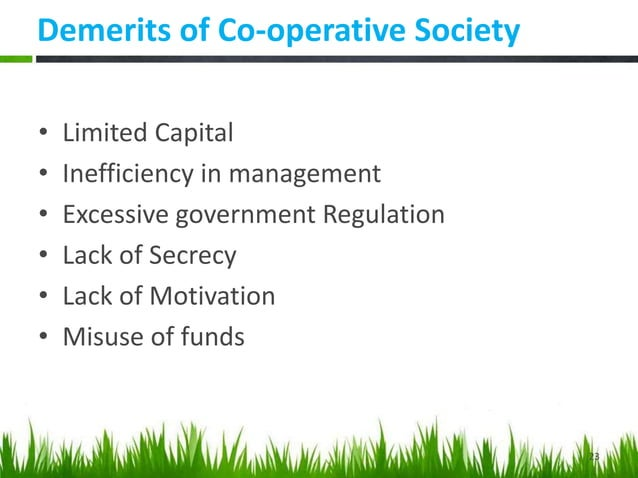 Demerits of Co-operative Society
• Limited Capital
• Inefficiency in management
• Excessive government Regulation
• Lack of Secrecy
• Lack of Motivation
• Misuse of funds
23